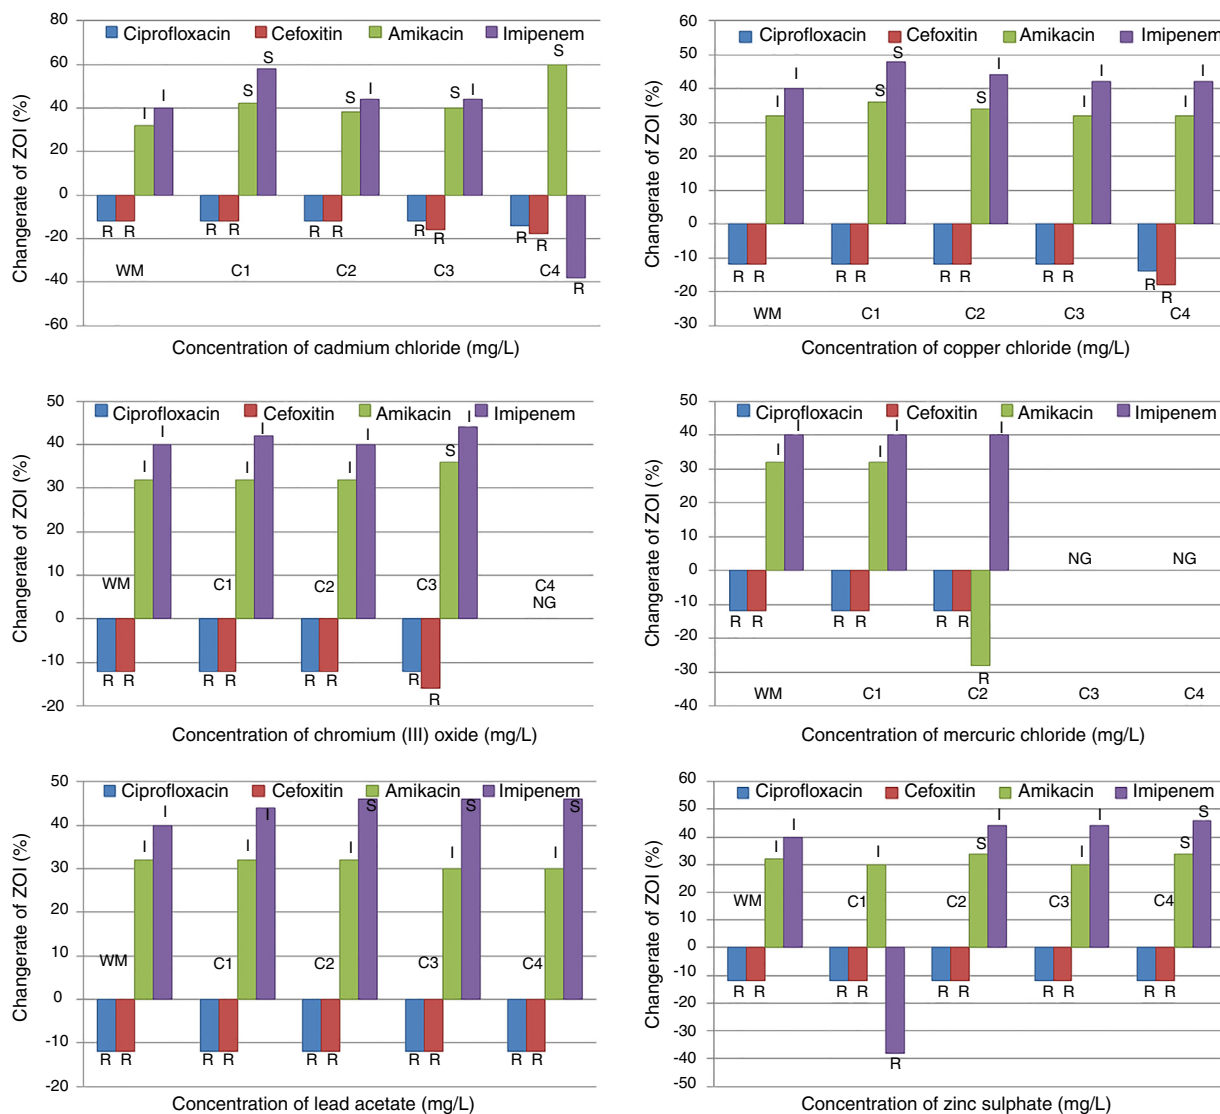 80
Ciprofloxacin Cefoxitin Amikacin Imipenem
60
40
20
0
-20
-40
-60
Changerate of ZOI (%)
I I S S S I S I S
R R R R R R R R R R R
WM C1 C2 C3 C4
Concentration of cadmium chloride (mg/L)
60
Ciprofloxacin Cefoxitin Amikacin Imipenem
50
40
30
20
10
0
-10
-20
-30
Changerate of ZOI (%)
I I S S S I I I I I
R R R R R R R R R R
WM C1 C2 C3 C4
Concentration of copper chloride (mg/L)
50
Ciprofloxacin Cefoxitin Amikacin Imipenem
40
30
20
10
0
-10
-20
Changerate of ZOI (%)
I I I I I I S I
WM C1 C2 C3 C4
NG
R R R R R R R
Concentration of chromium (III) oxide (mg/L)
50
Ciprofloxacin Cefoxitin Amikacin Imipenem
40
30
20
10
0
-10
-20
-30
-40
Changerate of ZOI (%)
I I I I I
NG NG
R R R R R R R
WM C1 C2 C3 C4
Concentration of mercuric chloride (mg/L)
50
Ciprofloxacin Cefoxitin Amikacin Imipenem
40
30
20
10
0
-10
-20
Changerate of ZOI (%)
I I I I I S I S I S
WM C1 C2 C3 C4
R R R R R R R R R R
Concentration of lead acetate (mg/L)
60
Ciprofloxacin Cefoxitin Amikacin Imipenem
50
40
30
20
10
0
-10
-20
-30
-40
-50
Changerate of ZOI (%)
I I I S I I I S S
WM C1 C2 C3 C4
R R R R R R R R R R
R
Concentration of zinc sulphate (mg/L)